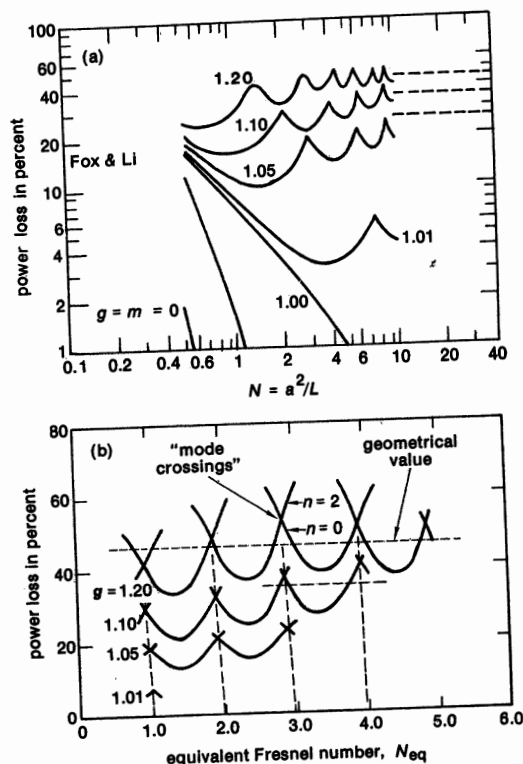 (a)
Fox & Li
power loss in percent
100
60
40
20
10
6
4
2
1
1.20
1.10
1.05
1.01
1.00
g = m = 0
0.1 0.2 0.4 0.6 1 2 4 6 8 10 20 40
N = a²/L
(b)
power loss in percent
80
60
40
20
0
"mode
crossings"
geometrical
value
n = 2
n = 0
g = 1.20
1.10
1.05
1.01
0 1.0 2.0 3.0 4.0 5.0 6.0
equivalent Fresnel number, Neq